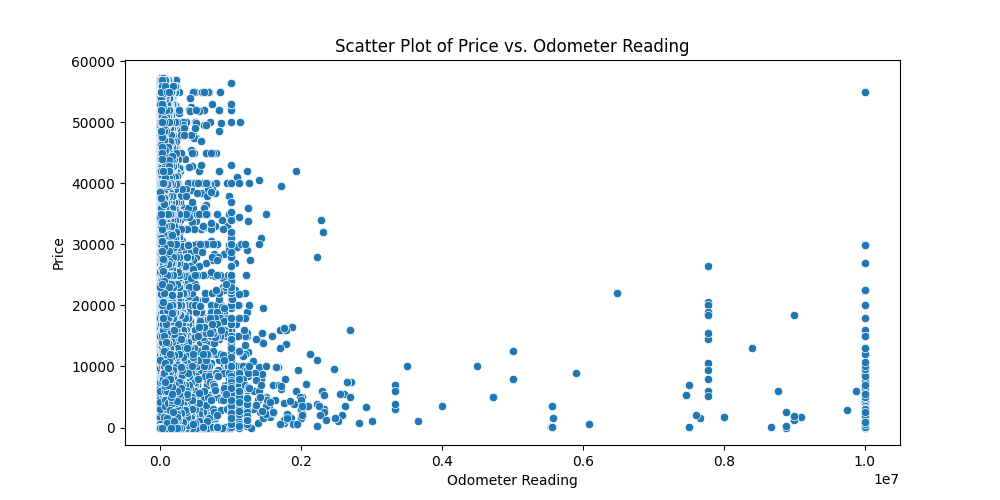 Scatter Plot of Price vs. Odometer Reading
60000
50000
40000
30000
20000
10000
0
Price
0.0 0.2 0.4 0.6 0.8 1.0
1e7
Odometer Reading